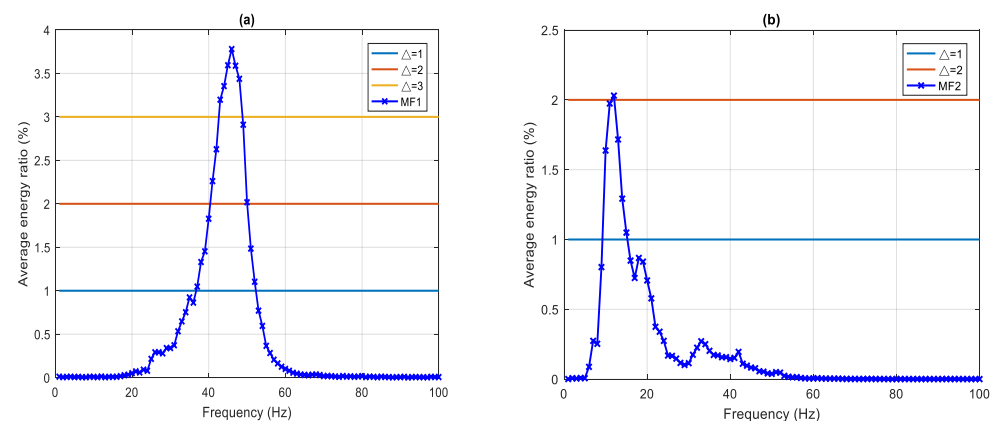 (a)
4
3.5
3
2.5
2
1.5
1
0.5
0
0 20 40 60 80 100
Average energy ratio (%)
Frequency (Hz)
△=1
△=2
△=3
MF1
(b)
2.5
2
1.5
1
0.5
0
0 20 40 60 80 100
Average energy ratio (%)
Frequency (Hz)
△=1
△=2
MF2